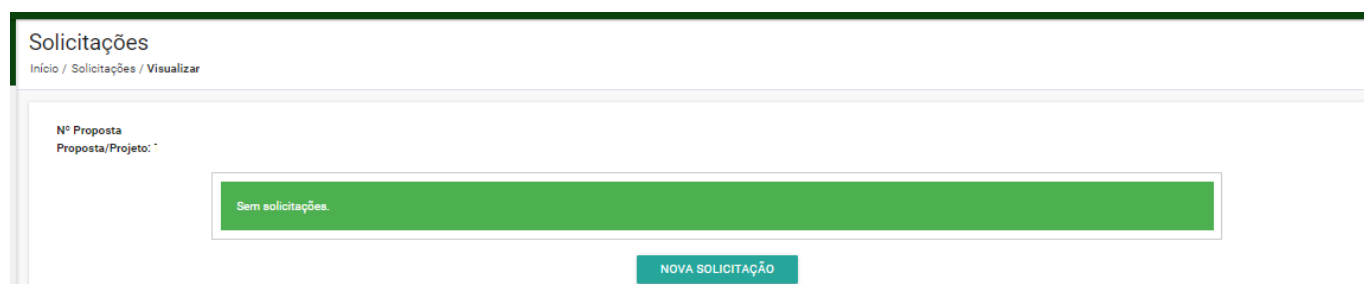 Solicitações
Início / Solicitações / Visualizar
Nº Proposta
Proposta/Projeto: -
Sem solicitações.
NOVA SOLICITAÇÃO